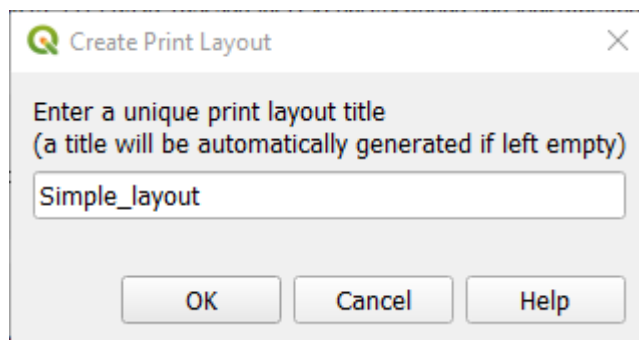 Create Print Layout
Enter a unique print layout title
(a title will be automatically generated if left empty)
Simple_layout
OK Cancel Help